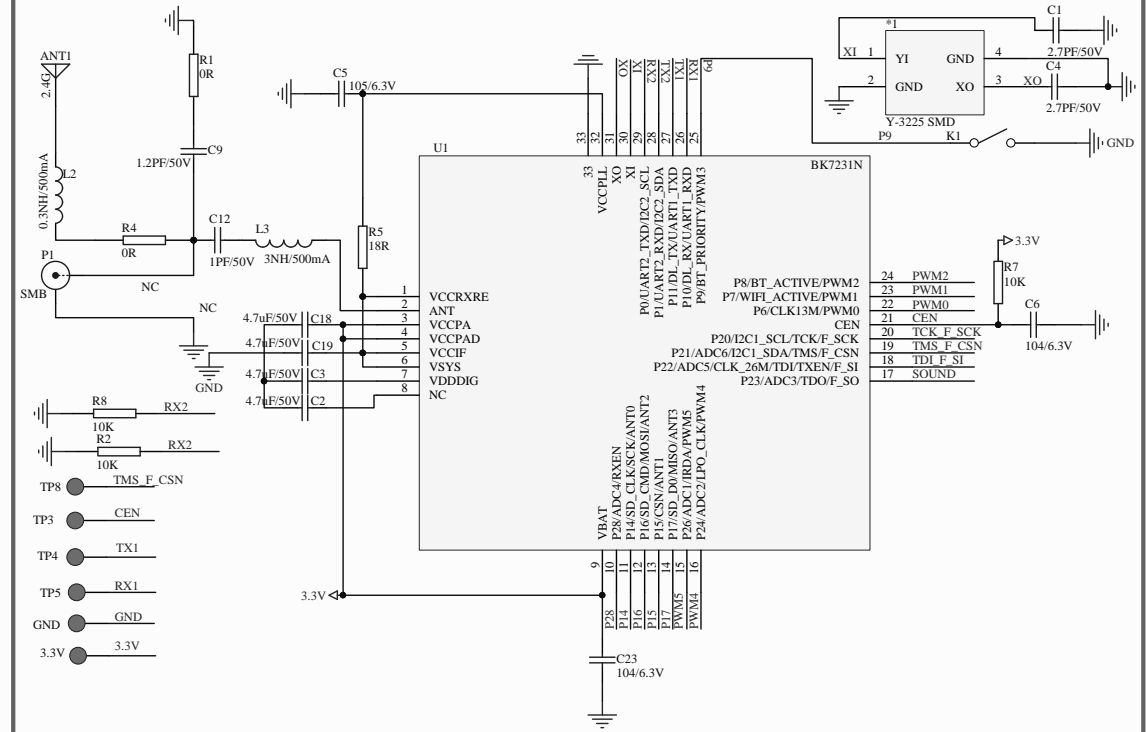 ANT1
2.4G
R1
0R
C9
1.2PF/50V
L2
0.3NH/500mA
R4
0R
C12
1PF/50V
L3
3NH/500mA
P1
SMB
NC
NC
C5
105/6.3V
R5
18R
4.7uF/50V C18
4.7uF/50V C19
4.7uF/50V C3
4.7uF/50V C2
GND
R8
10K
RX2
R2
10K
RX2
TP8 TMS_F_CSN
TP3 CEN
TP4 TX1
TP5 RX1
GND GND
3.3V 3.3V
U1
BK7231N
1 VCCRXRE
2 ANT
3 VCCPA
4 VCCPAD
5 VCCIF
6 VSYS
7 VDDDIG
8 NC
33 33
32 VCCPLL
XO 31 XO
XI 30 XI
RX2 29 P0/UART2_TXD/I2C2_SCL
TX2 28 P1/UART2_RXD/I2C2_SDA
TX1 27 P11/DL_TX/UART1_TXD
RX1 26 P10/DL_RX/UART1_RXD
P9 25 P9/BT_PRIORITY/PWM3
P8/BT_ACTIVE/PWM2 24 PWM2
P7/WIFI_ACTIVE/PWM1 23 PWM1
P6/CLK13M/PWM0 22 PWM0
CEN 21 CEN
P20/I2C1_SCL/TCK/F_SCK 20 TCK_F_SCK
P21/ADC6/I2C1_SDA/TMS/F_CSN 19 TMS_F_CSN
P22/ADC5/CLK_26M/TDI/TXEN/F_SI 18 TDI_F_SI
P23/ADC3/TDO/F_SO 17 SOUND
VBAT 9
P28/ADC4/RXEN 10 P28
P14/SD_CLK/SCK/ANT0 11 P14
P16/SD_CMD/MOSI/ANT2 12 P16
P15/CSN/ANT1 13 P15
P17/SD_D0/MISO/ANT3 14 P17
P26/ADC1/IRDA/PWM5 15 PWM5
P24/ADC2/LPO_CLK/PWM4 16 PWM4
3.3V
C23
104/6.3V
*1
XI 1 YI
2 GND
GND 4
XO 3 XO
Y-3225 SMD
C1
2.7PF/50V
C4
2.7PF/50V
P9
K1
GND
3.3V
R7
10K
C6
104/6.3V